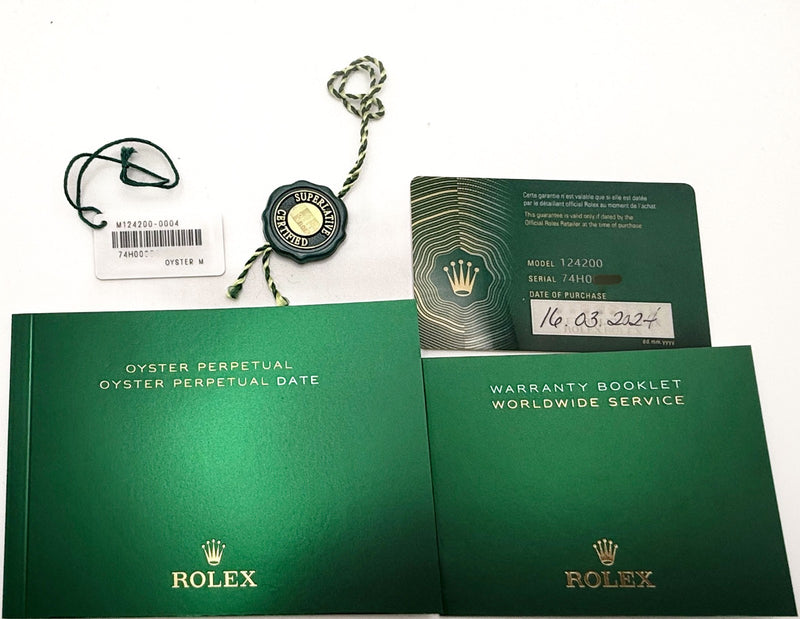 M124200-0004
74H00
OYSTER M
SUPERLATIVE
CERTIFIED
Certe garantie n'est valable que si elle est datée
par le détaillant officiel Rolex au moment de l'achat.
This guarantee is valid only if dated by the
Official Rolex Retailer at the time of purchase
MODEL 124200
SERIAL 74H0
DATE OF PURCHASE
16.03.2024
dd.mm.yyyy
OYSTER PERPETUAL
OYSTER PERPETUAL DATE
ROLEX
WARRANTY BOOKLET
WORLDWIDE SERVICE
ROLEX